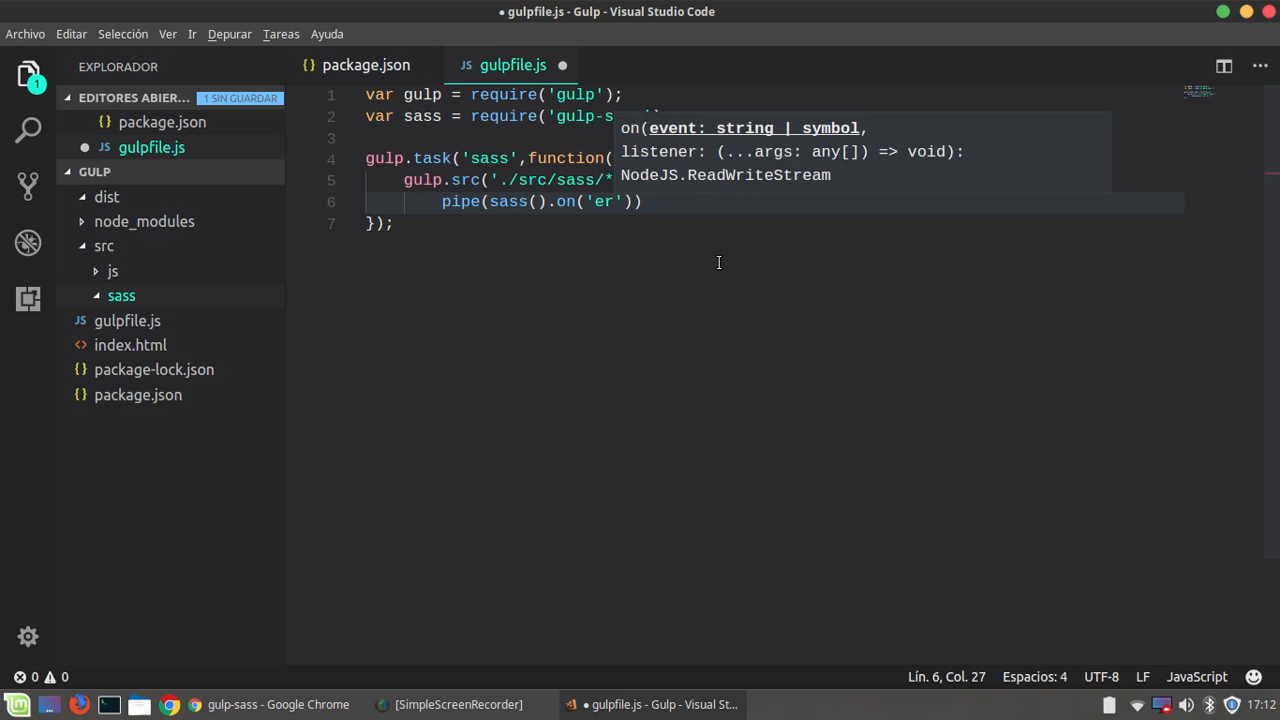 ● gulpfile.js - Gulp - Visual Studio Code
Archivo Editar Selección Ver Ir Depurar Tareas Ayuda
EXPLORADOR
{} package.json
JS gulpfile.js ●
EDITORES ABIER... 1 SIN GUARDAR
{} package.json
● JS gulpfile.js
GULP
dist
node_modules
src
js
sass
JS gulpfile.js
<> index.html
{} package-lock.json
{} package.json
1
1 var gulp = require('gulp');
2 var sass = require('gulp-s
3
4 gulp.task('sass',function(
5 gulp.src('./src/sass/*
6 pipe(sass().on('er'))
7 });
on(event: string | symbol,
listener: (...args: any[]) => void):
NodeJS.ReadWriteStream
0 0
Lín. 6, Col. 27 Espacios: 4 UTF-8 LF JavaScript
gulp-sass - Google Chrome [SimpleScreenRecorder] ● gulpfile.js - Gulp - Visual St... 17:12